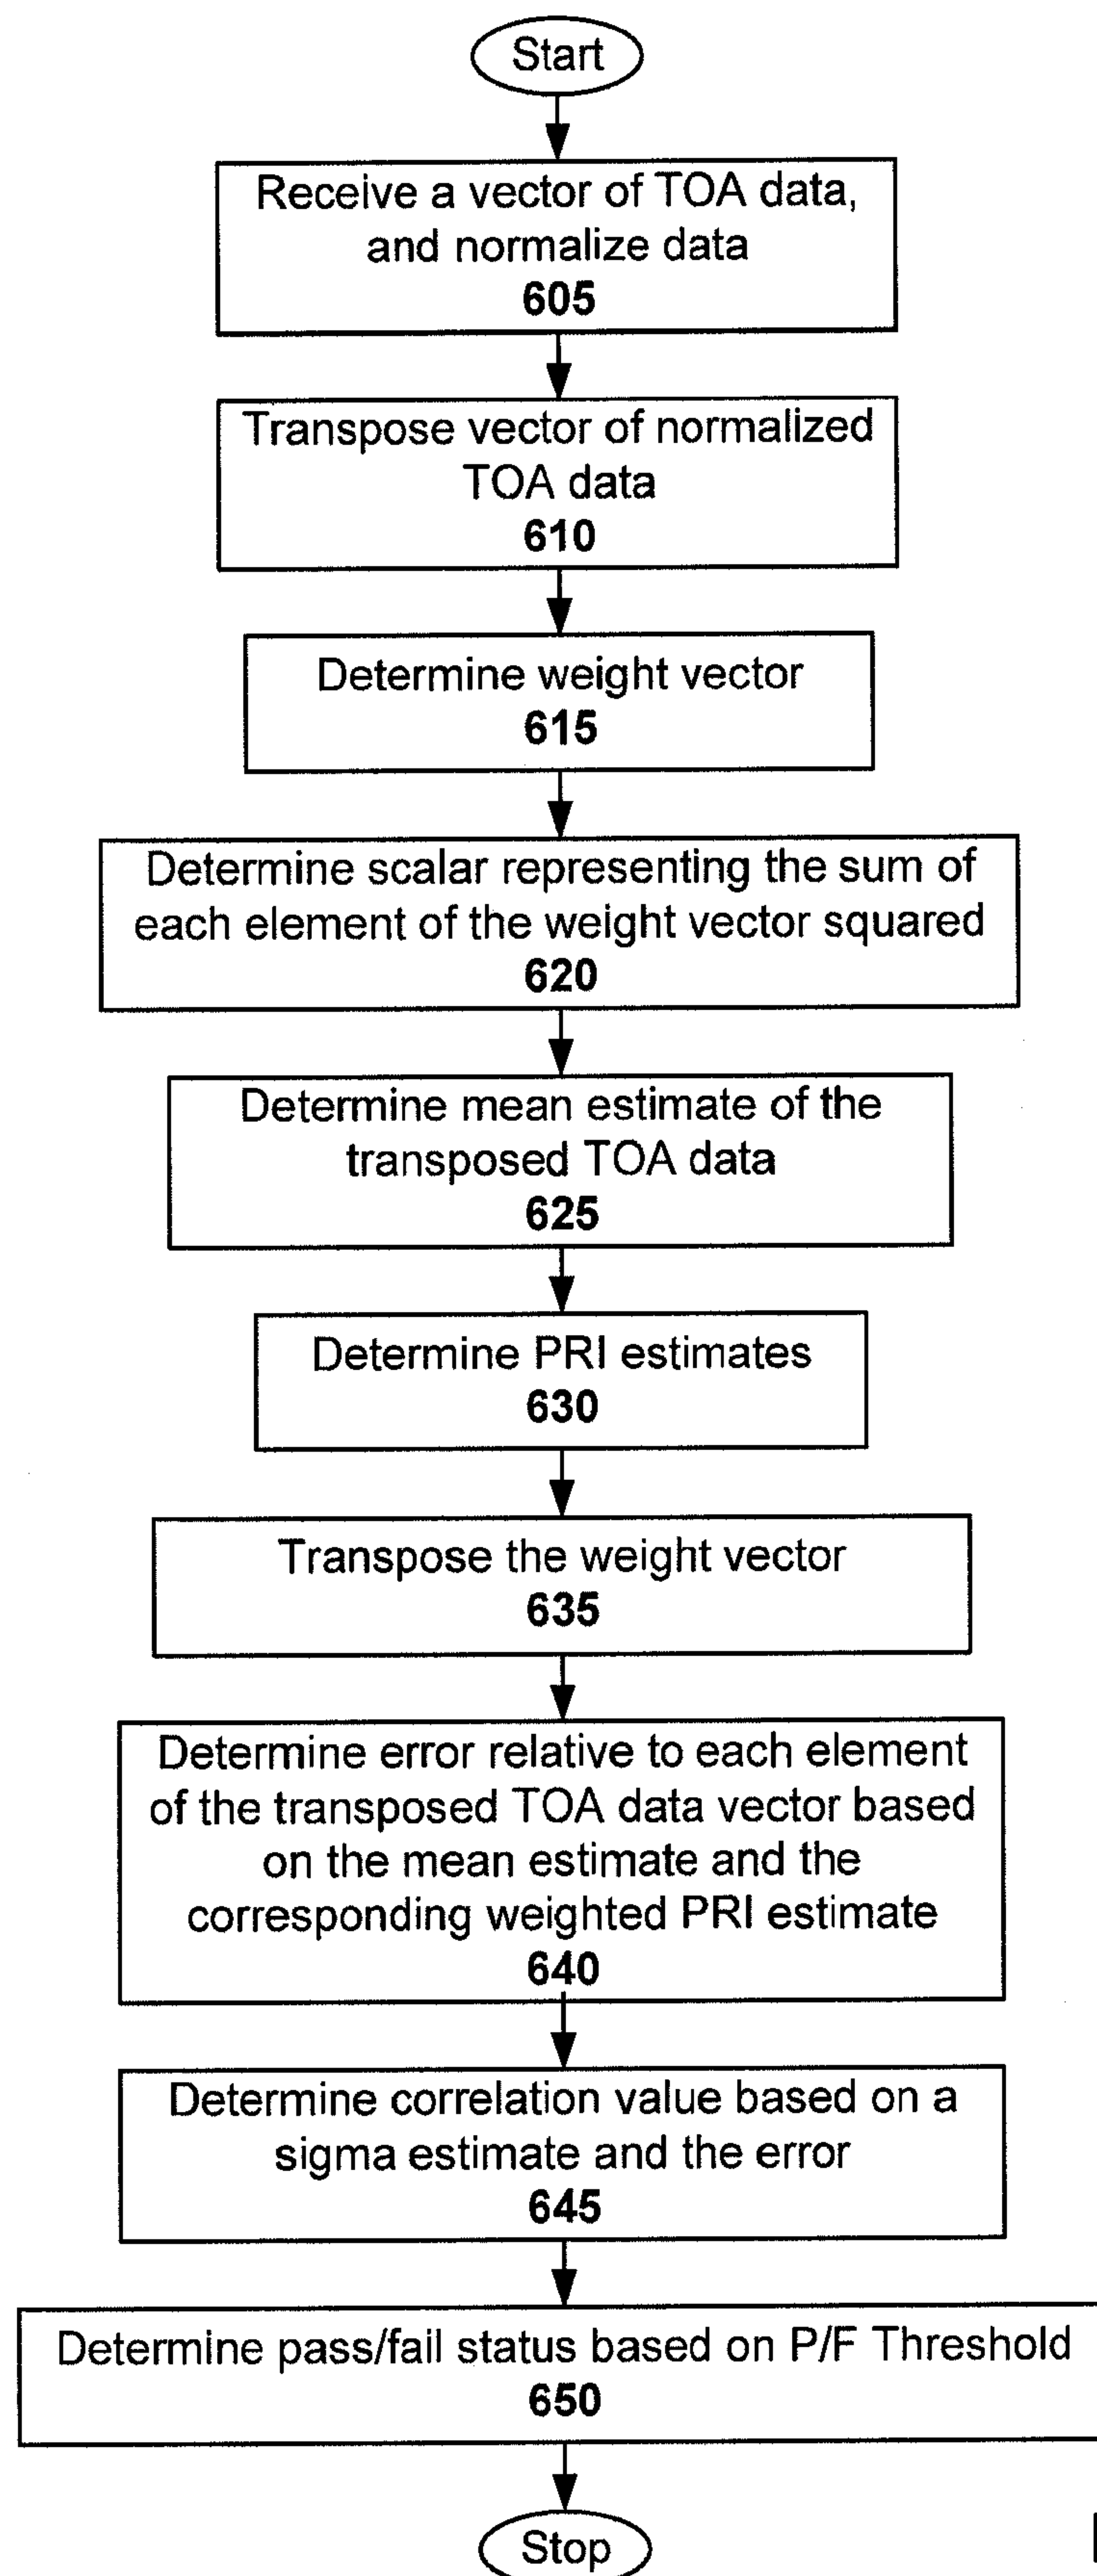 Start
Receive a vector of TOA data,
and normalize data
605
Transpose vector of normalized
TOA data
610
Determine weight vector
615
Determine scalar representing the sum of
each element of the weight vector squared
620
Determine mean estimate of the
transposed TOA data
625
Determine PRI estimates
630
Transpose the weight vector
635
Determine error relative to each element
of the transposed TOA data vector based
on the mean estimate and the
corresponding weighted PRI estimate
640
Determine correlation value based on a
sigma estimate and the error
645
Determine pass/fail status based on P/F Threshold
650
Stop